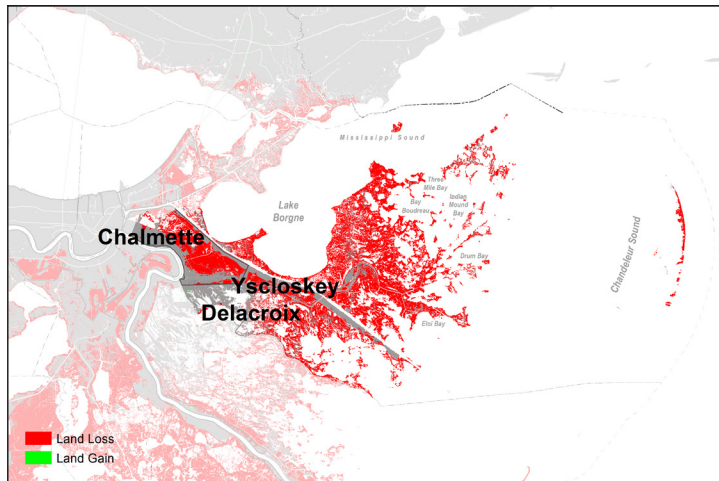 Mississippi Sound
Three
Mile Bay
Lake
Borgne
Bay
Boudreau
Indian
Mound
Bay
Chalmette
Chandeleur Sound
Drum Bay
Yscloskey
Delacroix
Eloi Bay
Land Loss
Land Gain